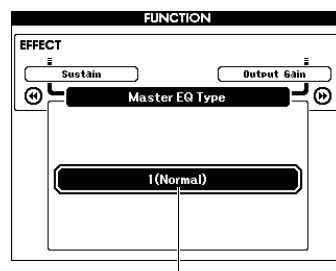 FUNCTION
EFFECT
Sustain
Output Gain
Master EQ Type
1(Normal)